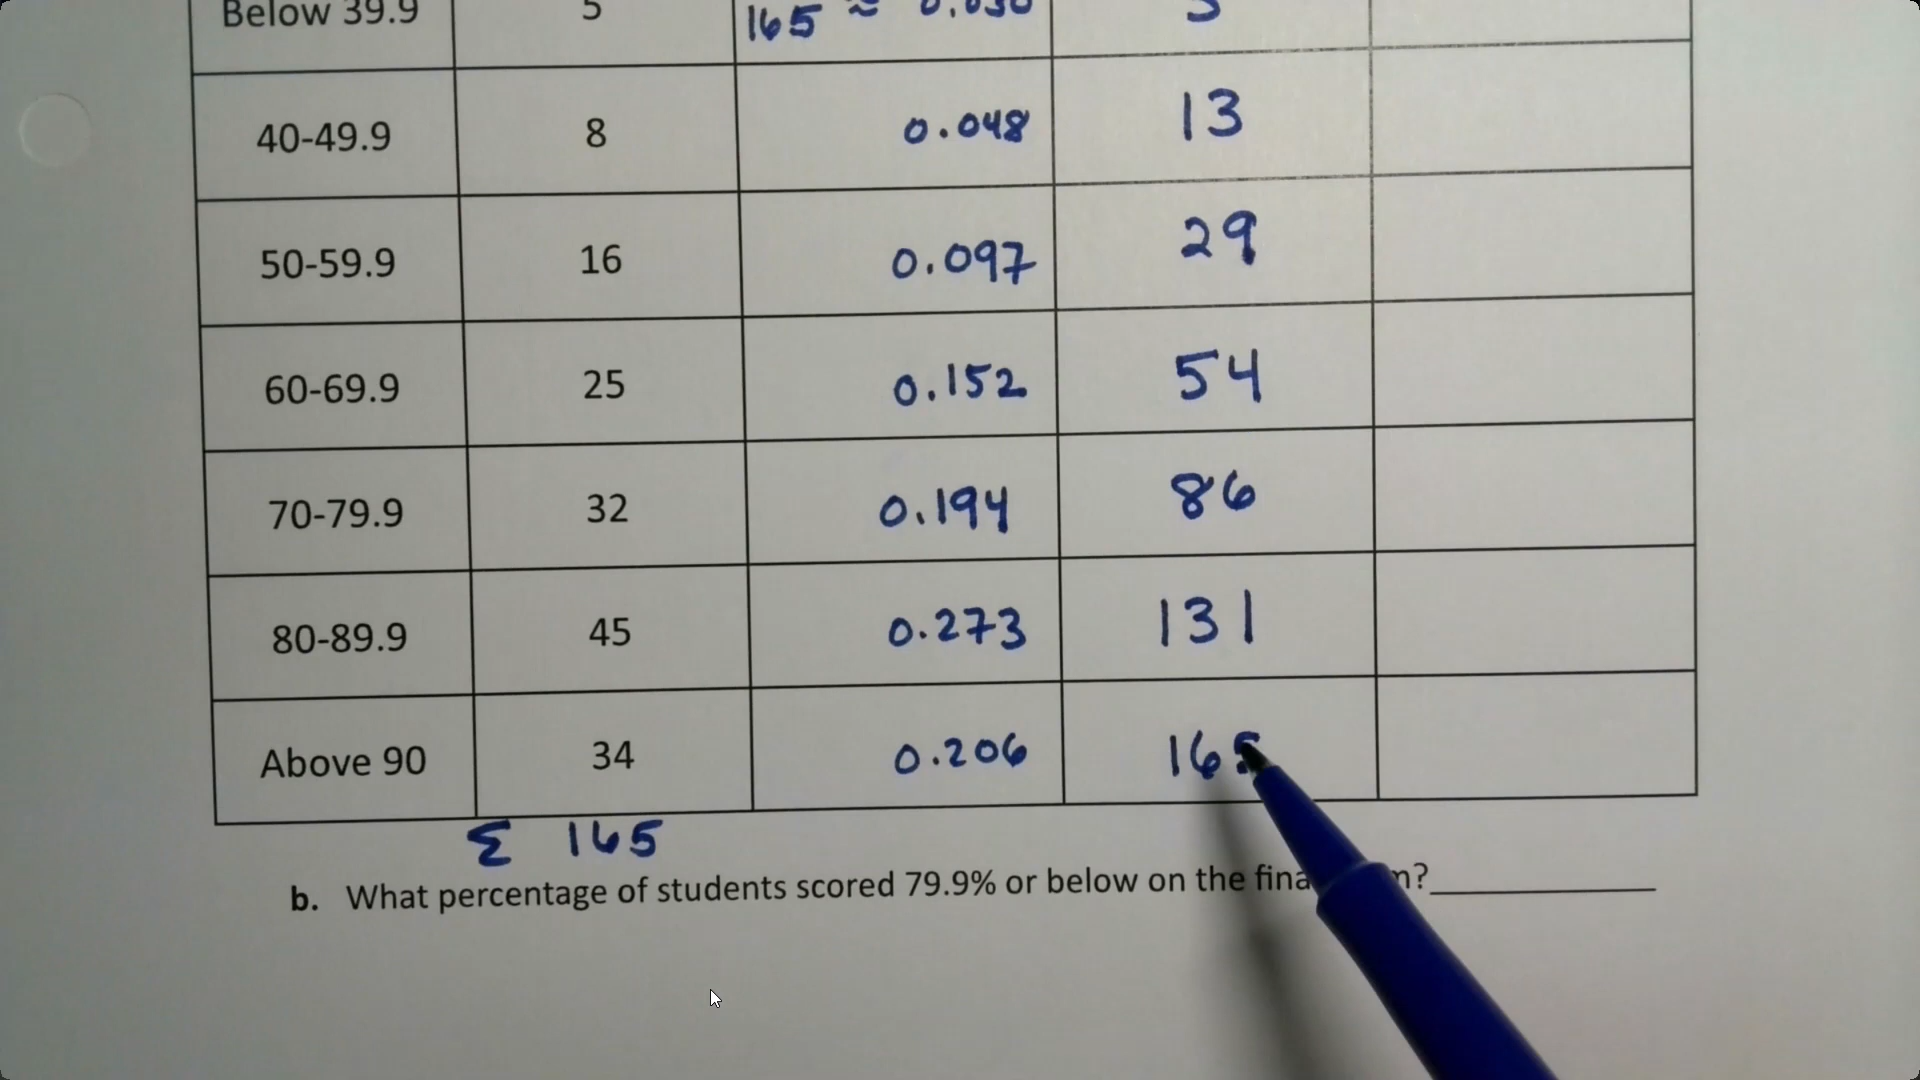 Below 39.9 5 165 ≈ 0.030 5
40-49.9 8 0.048 13
50-59.9 16 0.097 29
60-69.9 25 0.152 54
70-79.9 32 0.194 86
80-89.9 45 0.273 131
Above 90 34 0.206 165
Σ 165
b. What percentage of students scored 79.9% or below on the